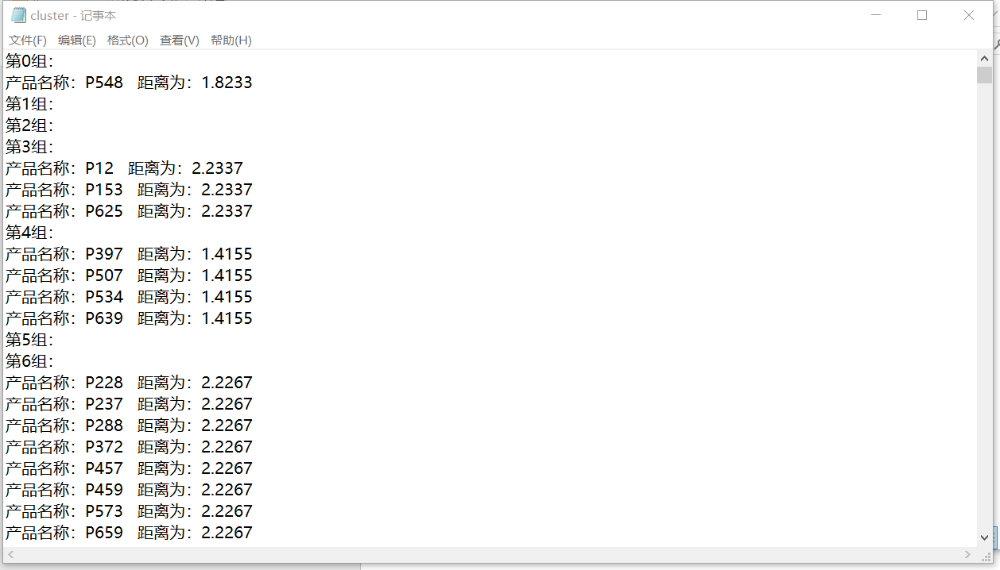 cluster - 记事本
文件(F) 编辑(E) 格式(O) 查看(V) 帮助(H)
第0组：
产品名称：P548 距离为：1.8233
第1组：
第2组：
第3组：
产品名称：P12 距离为：2.2337
产品名称：P153 距离为：2.2337
产品名称：P625 距离为：2.2337
第4组：
产品名称：P397 距离为：1.4155
产品名称：P507 距离为：1.4155
产品名称：P534 距离为：1.4155
产品名称：P639 距离为：1.4155
第5组：
第6组：
产品名称：P228 距离为：2.2267
产品名称：P237 距离为：2.2267
产品名称：P288 距离为：2.2267
产品名称：P372 距离为：2.2267
产品名称：P457 距离为：2.2267
产品名称：P459 距离为：2.2267
产品名称：P573 距离为：2.2267
产品名称：P659 距离为：2.2267